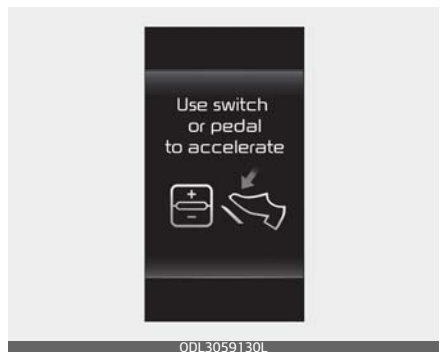 Use switch
or pedal
to accelerate
+
-
ODL3059130L